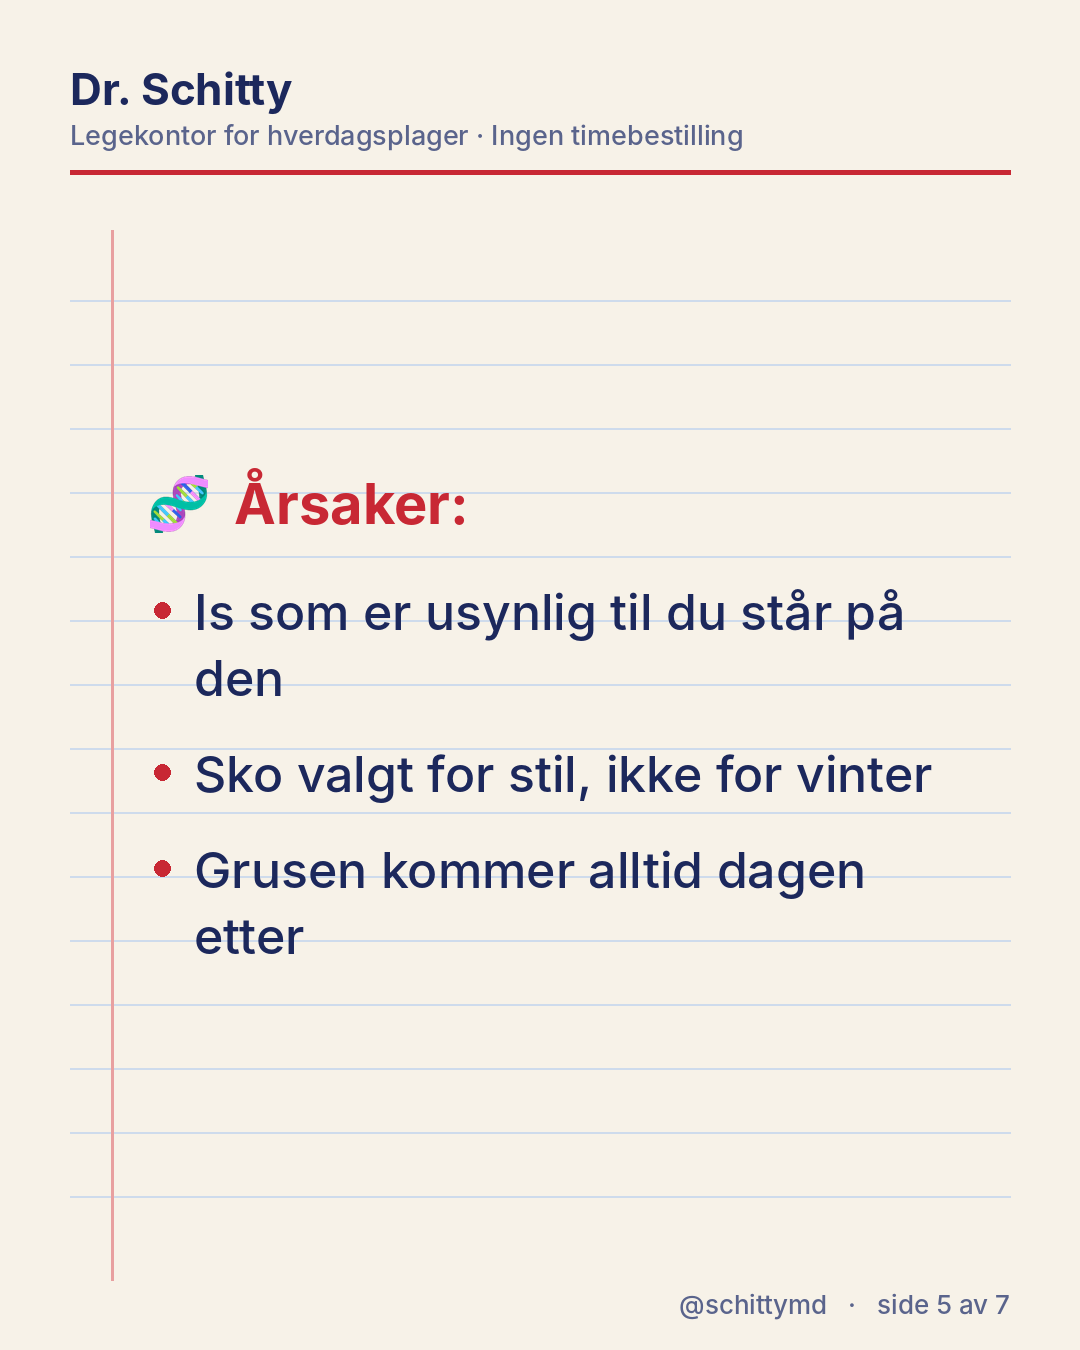 Dr. Schitty
Legekontor for hverdagsplager · Ingen timebestilling
🧬 Årsaker:
• Is som er usynlig til du står på
den
• Sko valgt for stil, ikke for vinter
• Grusen kommer alltid dagen
etter
@schittymd · side 5 av 7